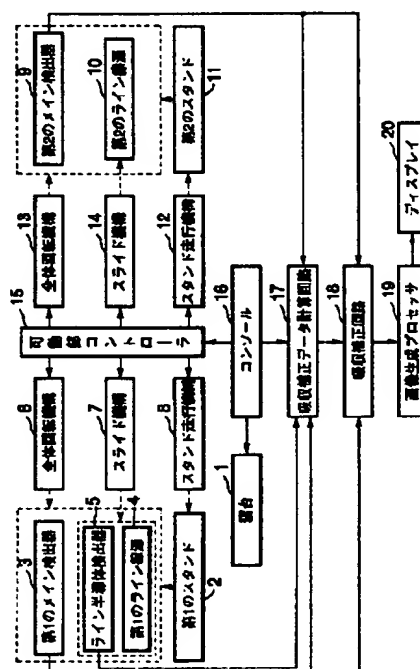 9
第2のメイン検出器
10
第2のライン線源
11
第2のスタンド
13
全体回転機構
14
スライド機構
12
スタンド走行機構
15
可動部コントローラ
16
コンソール
17
吸収補正データ計算回路
18
吸収補正回路
19
画像生成プロセッサ
20
ディスプレイ
6
全体回転機構
7
スライド機構
8
スタンド走行機構
1
寝台
3
第1のメイン検出器
5
ライン半導体検出器
4
第1のライン線源
2
第1のスタンド